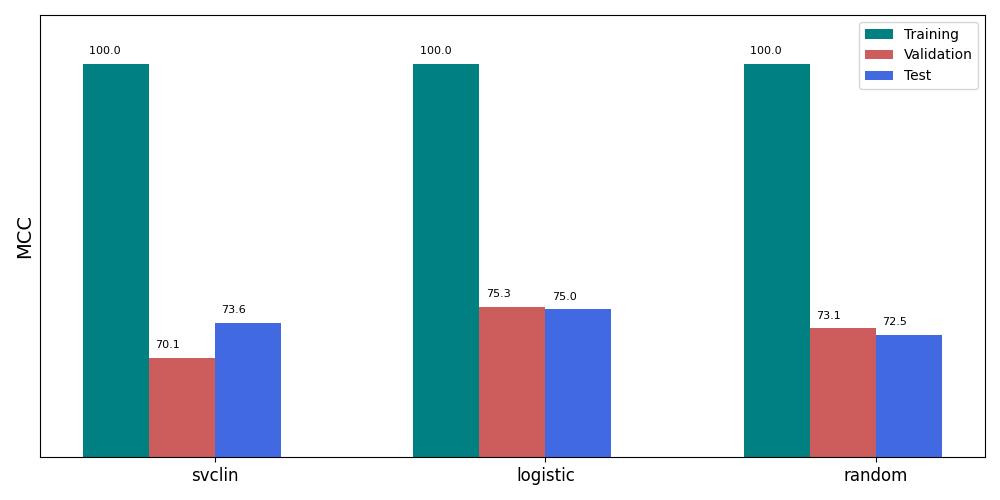 Training
Validation
Test
100.0
100.0
100.0
70.1
73.6
75.3
75.0
73.1
72.5
MCC
svclin
logistic
random